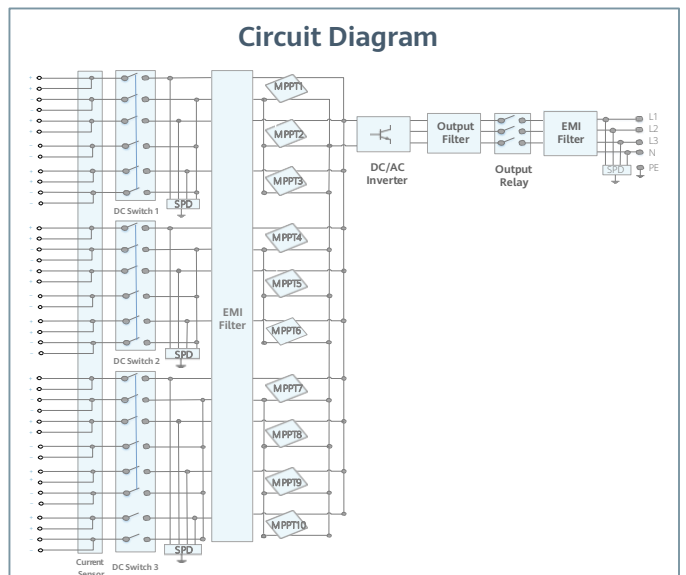 Circuit Diagram
MPPT1
MPPT2
MPPT3
SPD
DC Switch 1
MPPT4
MPPT5
MPPT6
SPD
DC Switch 2
EMI
Filter
MPPT7
MPPT8
MPPT9
MPPT10
SPD
Current
Sensor
DC Switch 3
DC/AC
Inverter
Output
Filter
Output
Relay
EMI
Filter
SPD
L1
L2
L3
N
PE